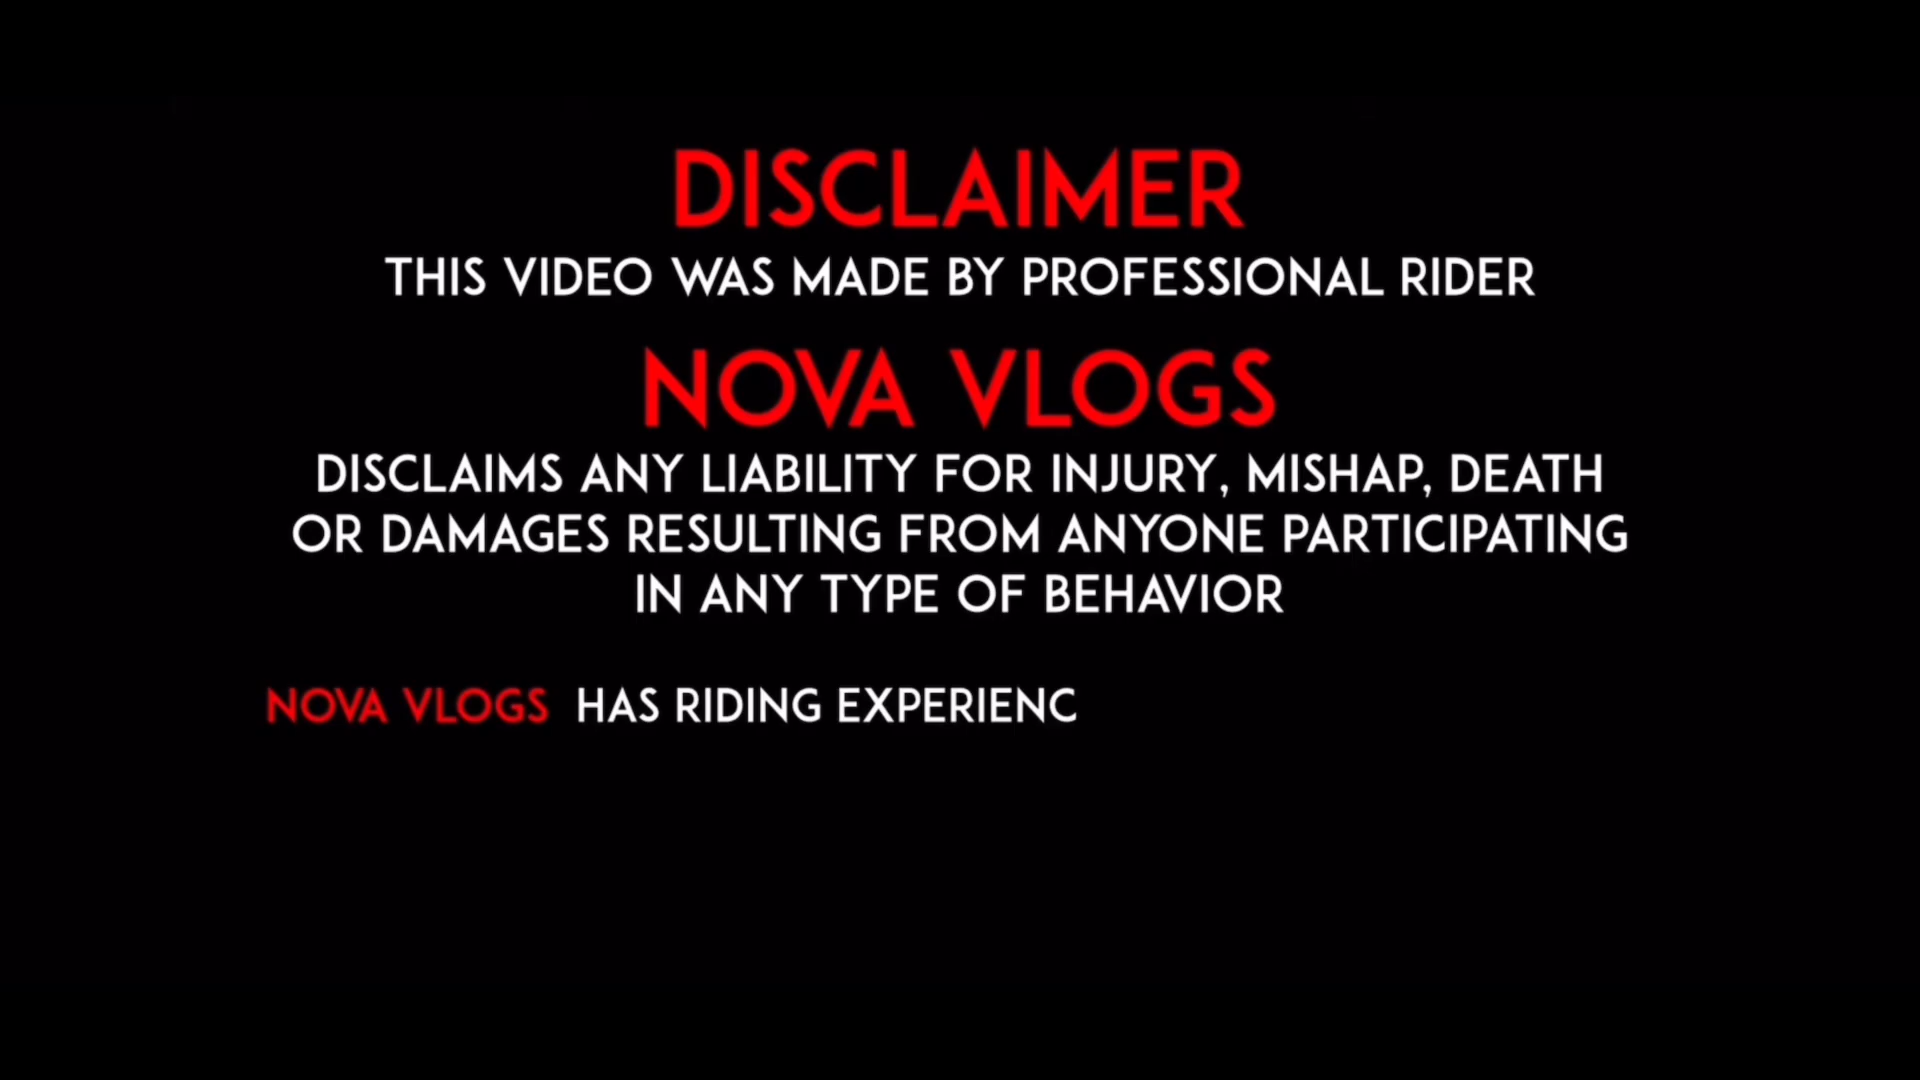 DISCLAIMER
THIS VIDEO WAS MADE BY PROFESSIONAL RIDER
NOVA VLOGS
DISCLAIMS ANY LIABILITY FOR INJURY, MISHAP, DEATH
OR DAMAGES RESULTING FROM ANYONE PARTICIPATING
IN ANY TYPE OF BEHAVIOR
NOVA VLOGS HAS RIDING EXPERIENC